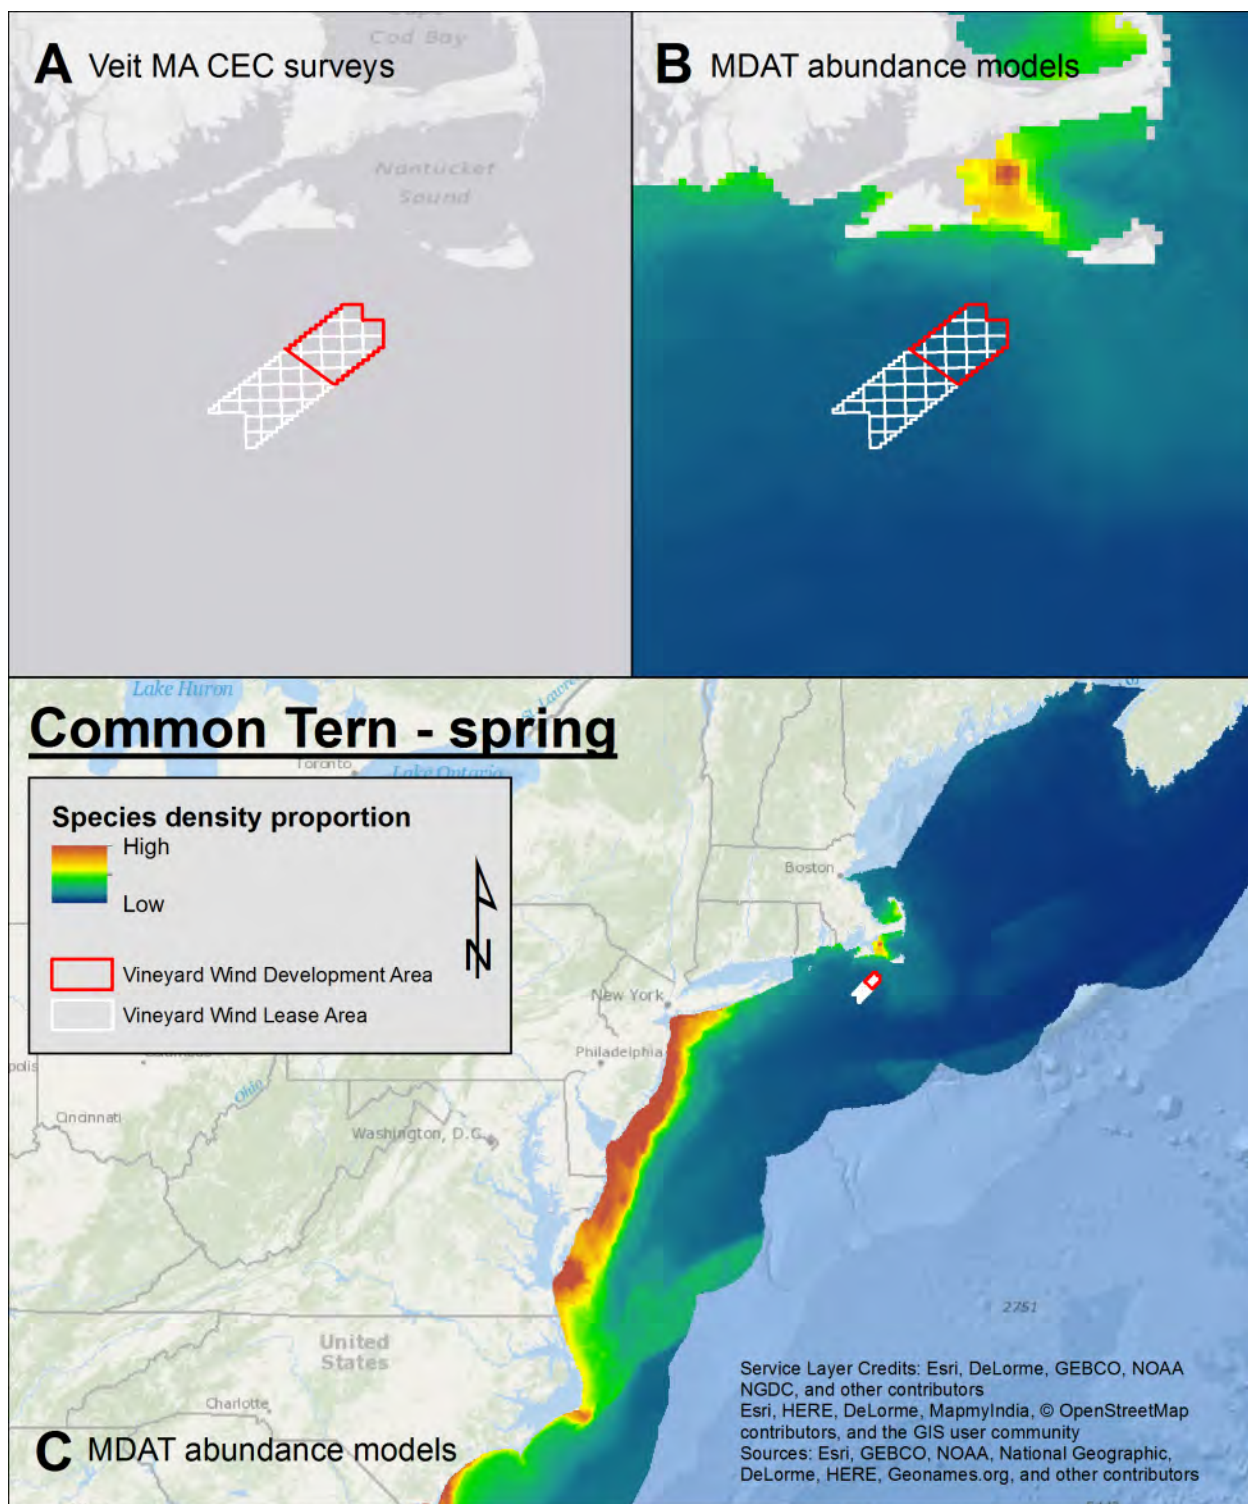 Cod Bay
A Veit MA CEC surveys
Nantucket
Sound
B MDAT abundance models
Lake Huron
St. Lawre
Common Tern - spring
Toronto
Lake Ontario
Species density proportion
High
Low
N
Vineyard Wind Development Area
Vineyard Wind Lease Area
Boston
New York
Philadelphia
polis
Ohio
Cincinnati
Washington, D.C.
2751
United
States
Charlotte
Service Layer Credits: Esri, DeLorme, GEBCO, NOAA
NGDC, and other contributors
Esri, HERE, DeLorme, MapmyIndia, © OpenStreetMap
contributors, and the GIS user community
Sources: Esri, GEBCO, NOAA, National Geographic,
DeLorme, HERE, Geonames.org, and other contributors
C MDAT abundance models